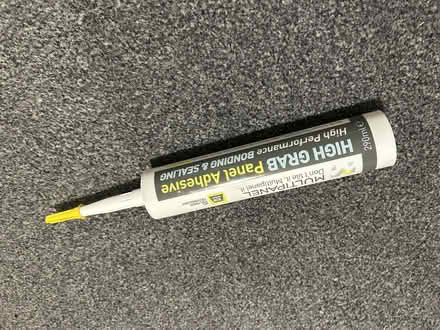 MULTIPANEL
Don't tile it. Multipanel it
HIGH GRAB Panel Adhesive
High Performance BONDING & SEALING
290ml